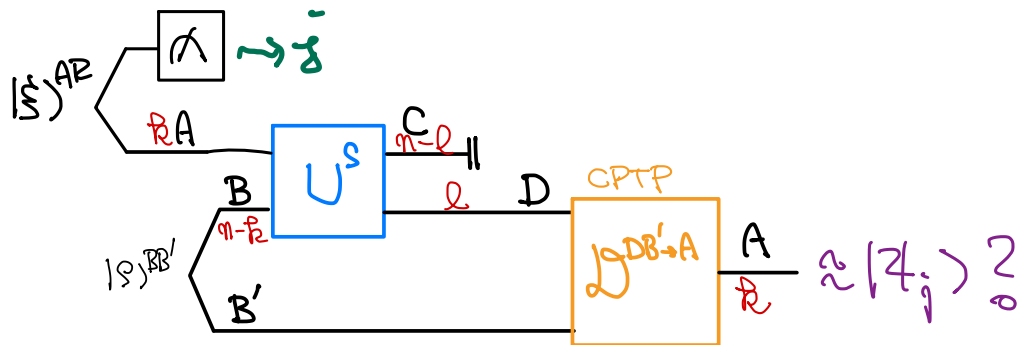 → j
|ξ⟩^{AR}
k A
U^S
C
n-ℓ
ℓ
D
CPTP
B
n-k
|ρ⟩^{BB'}
B'
D^{DB'→A}
A
k
≈ |Ψ_j⟩ ?